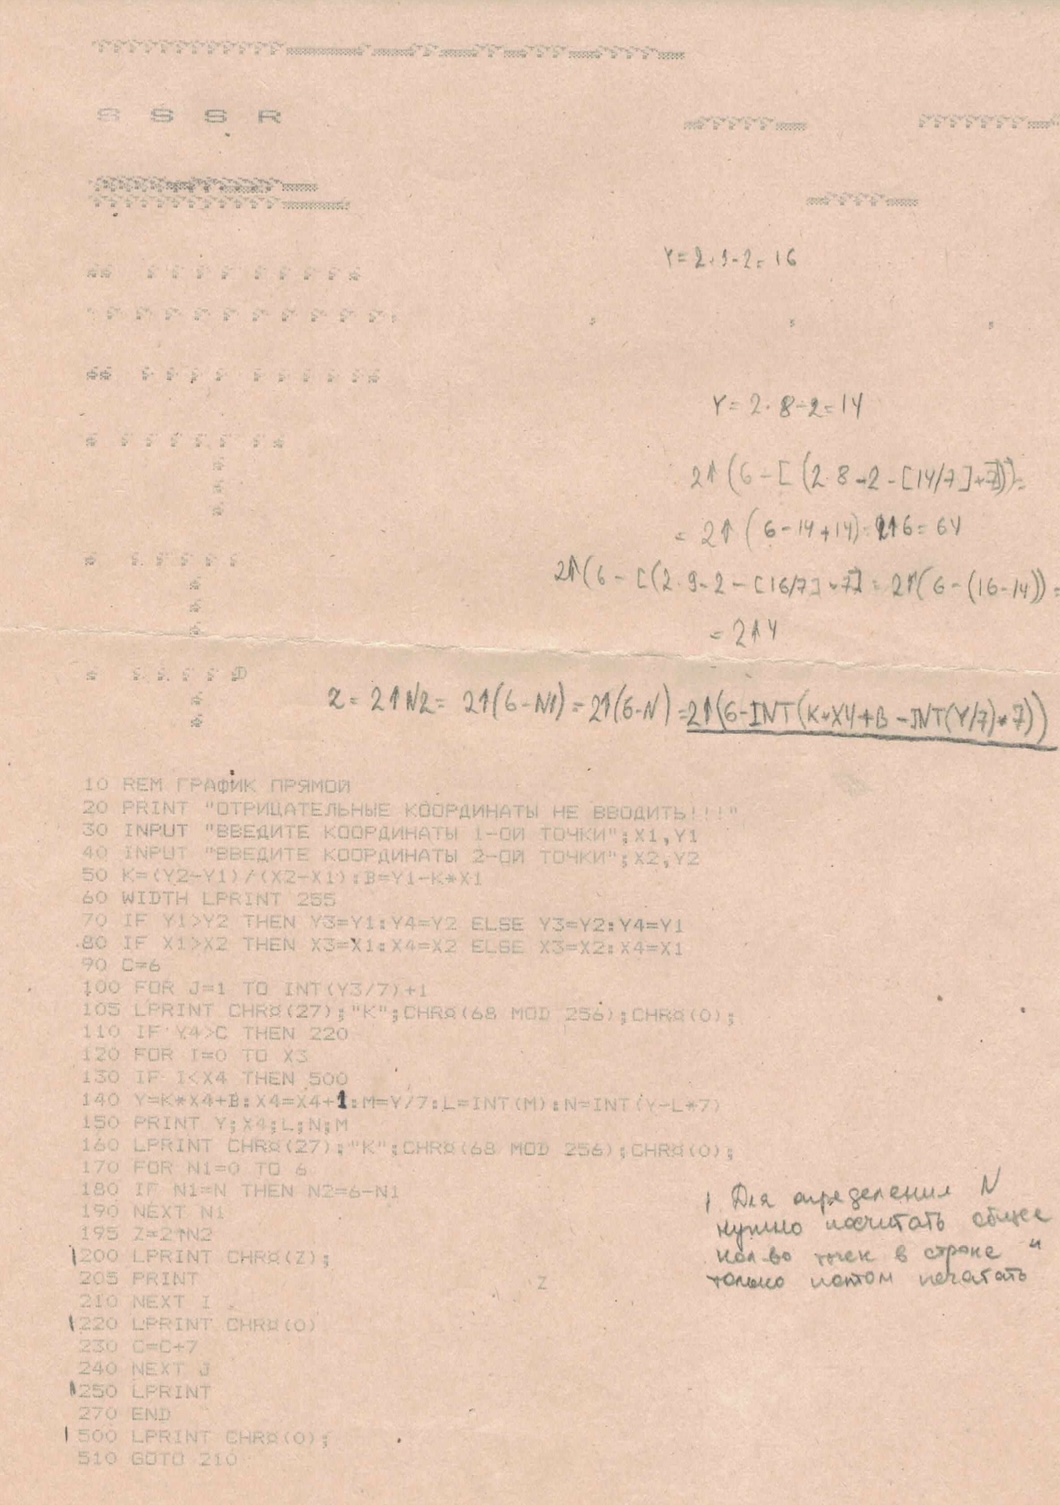 S S S R
Y = 2·9-2 = 16
Y = 2·8-2 = 14
2↑(6-[(2·8-2-[14/7]*7)) =
= 2↑(6-14+14) = 2↑6 = 64
2↑(6-[(2·9-2-[16/7]*7] = 2↑(6-(16-14)) =
= 2↑4
Z = 2↑N2 = 2↑(6-N1) = 2↑(6-N) = 2↑(6-INT(K*X4+B-INT(Y/7)*7))
10 REM ГРАФИК ПРЯМОЙ
20 PRINT "ОТРИЦАТЕЛЬНЫЕ КООРДИНАТЫ НЕ ВВОДИТЬ!!!"
30 INPUT "ВВЕДИТЕ КООРДИНАТЫ 1-ОЙ ТОЧКИ";X1,Y1
40 INPUT "ВВЕДИТЕ КООРДИНАТЫ 2-ОЙ ТОЧКИ";X2,Y2
50 K=(Y2-Y1)/(X2-X1):B=Y1-K*X1
60 WIDTH LPRINT 255
70 IF Y1>Y2 THEN Y3=Y1:Y4=Y2 ELSE Y3=Y2:Y4=Y1
80 IF X1>X2 THEN X3=X1:X4=X2 ELSE X3=X2:X4=X1
90 C=6
100 FOR J=1 TO INT(Y3/7)+1
105 LPRINT CHR¤(27);"K";CHR¤(68 MOD 256);CHR¤(0);
110 IF Y4>C THEN 220
120 FOR I=0 TO X3
130 IF I<X4 THEN 500
140 Y=K*X4+B:X4=X4+1:M=Y/7:L=INT(M):N=INT(Y-L*7)
150 PRINT Y;X4;L;N;M
160 LPRINT CHR¤(27);"K";CHR¤(68 MOD 256);CHR¤(0);
170 FOR N1=0 TO 6
180 IF N1=N THEN N2=6-N1
190 NEXT N1
195 Z=2↑N2
200 LPRINT CHR¤(Z);
205 PRINT Z
210 NEXT I
220 LPRINT CHR¤(0)
230 C=C+7
240 NEXT J
250 LPRINT
270 END
500 LPRINT CHR¤(0);
510 GOTO 210
! Для определения N
нужно посчитать общее
кол-во точек в строке и
только потом печатать